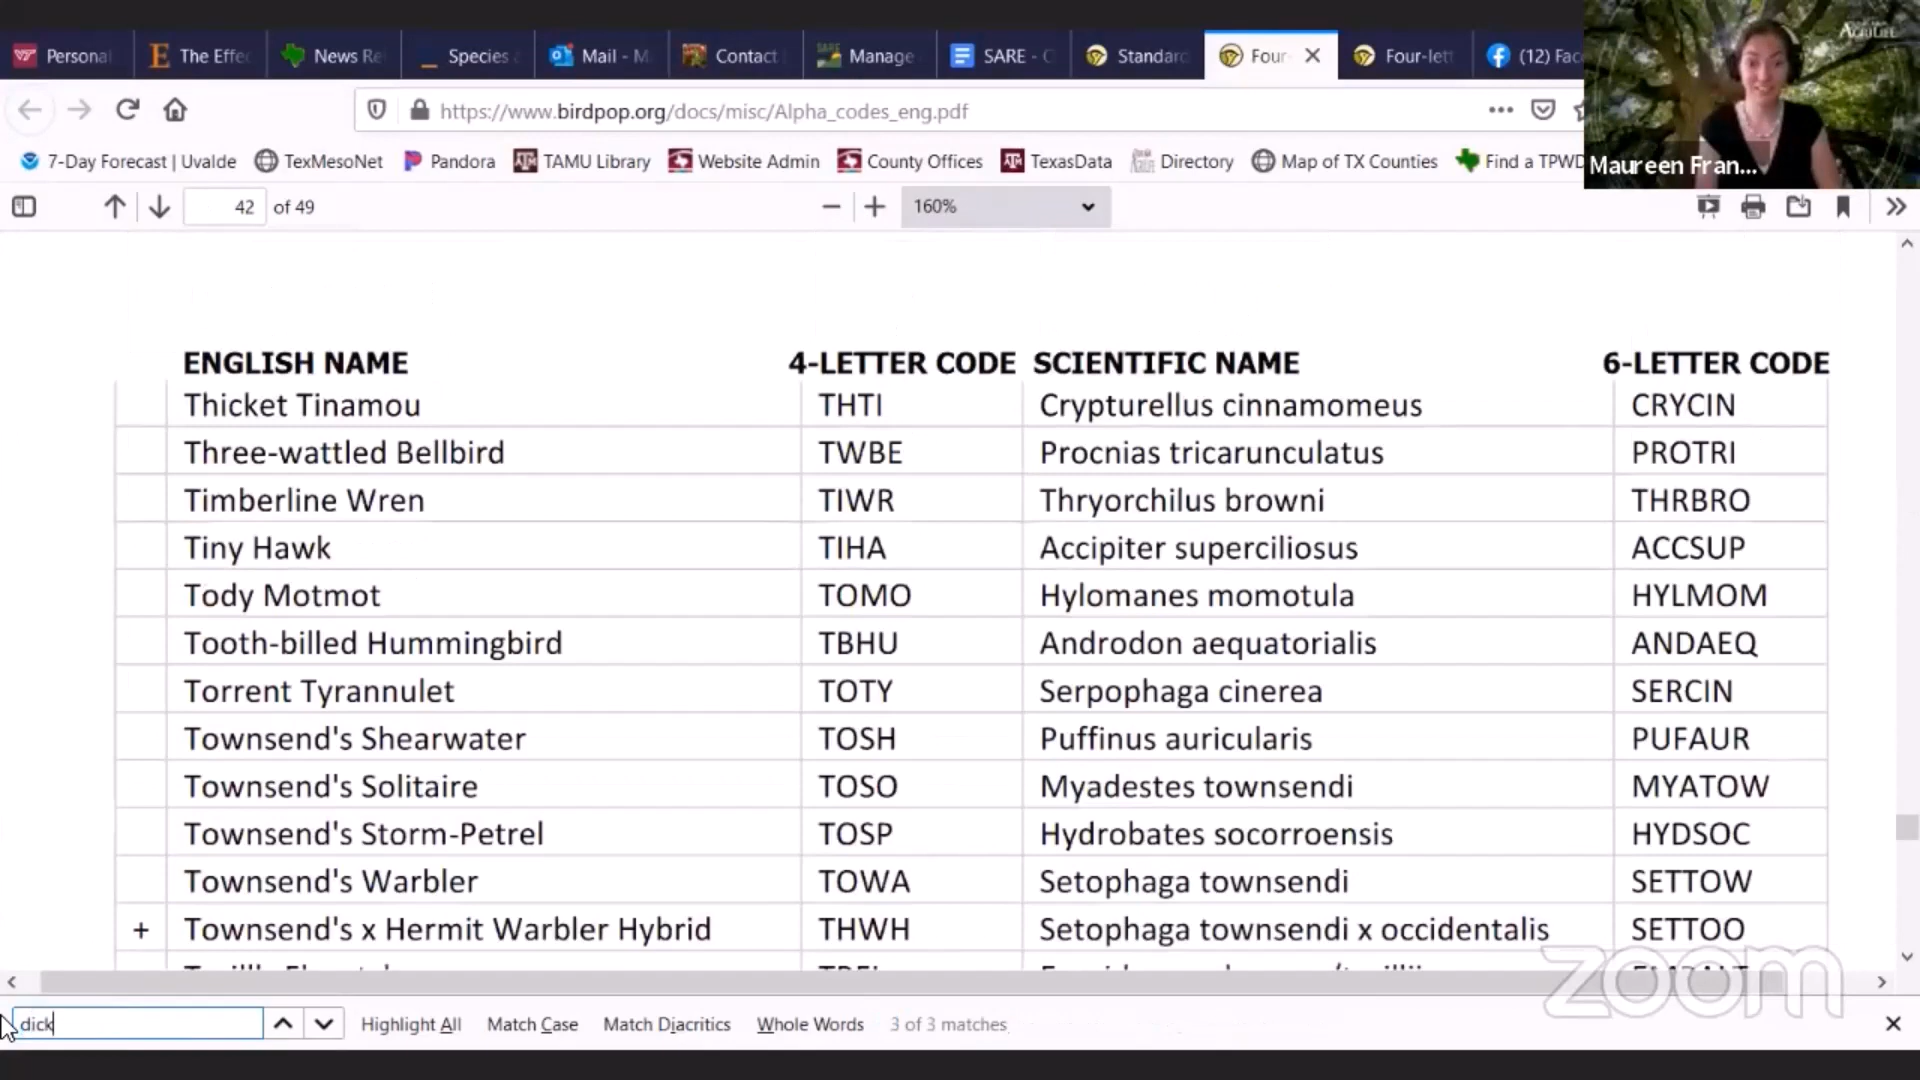 Personal The Effec News Re Species a Mail - M Contact Manage SARE - C Standard Four- Four-lett (12) Fac
https://www.birdpop.org/docs/misc/Alpha_codes_eng.pdf
7-Day Forecast | Uvalde TexMesoNet Pandora TAMU Library Website Admin County Offices TexasData Directory Map of TX Counties Find a TPWD
Maureen Fran...
42 of 49 160%
ENGLISH NAME 4-LETTER CODE SCIENTIFIC NAME 6-LETTER CODE
Thicket Tinamou THTI Crypturellus cinnamomeus CRYCIN
Three-wattled Bellbird TWBE Procnias tricarunculatus PROTRI
Timberline Wren TIWR Thryorchilus browni THRBRO
Tiny Hawk TIHA Accipiter superciliosus ACCSUP
Tody Motmot TOMO Hylomanes momotula HYLMOM
Tooth-billed Hummingbird TBHU Androdon aequatorialis ANDAEQ
Torrent Tyrannulet TOTY Serpophaga cinerea SERCIN
Townsend's Shearwater TOSH Puffinus auricularis PUFAUR
Townsend's Solitaire TOSO Myadestes townsendi MYATOW
Townsend's Storm-Petrel TOSP Hydrobates socorroensis HYDSOC
Townsend's Warbler TOWA Setophaga townsendi SETTOW
+ Townsend's x Hermit Warbler Hybrid THWH Setophaga townsendi x occidentalis SETTOO
zoom
dick Highlight All Match Case Match Diacritics Whole Words 3 of 3 matches